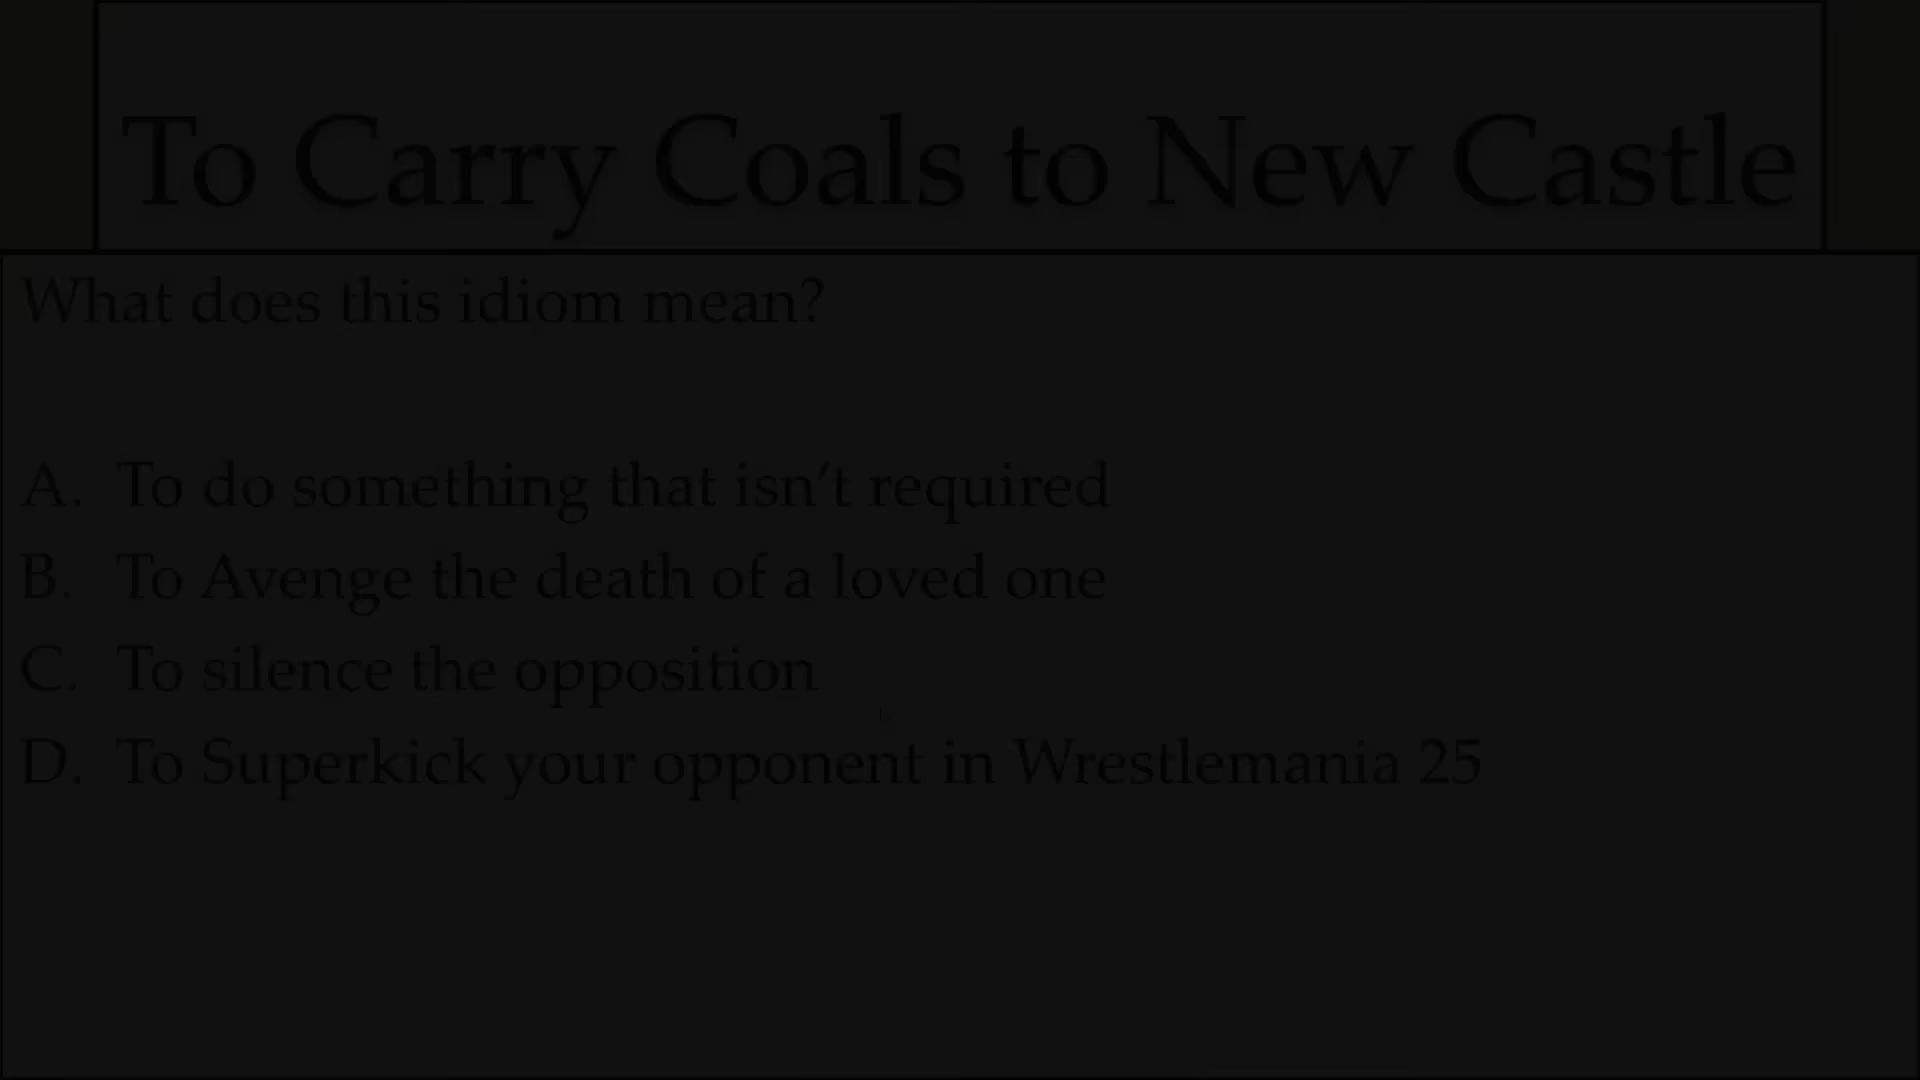 To Carry Coals to New Castle
What does this idiom mean?
A. To do something that isn't required
B. To Avenge the death of a loved one
C. To silence the opposition
D. To Superkick your opponent in Wrestlemania 25